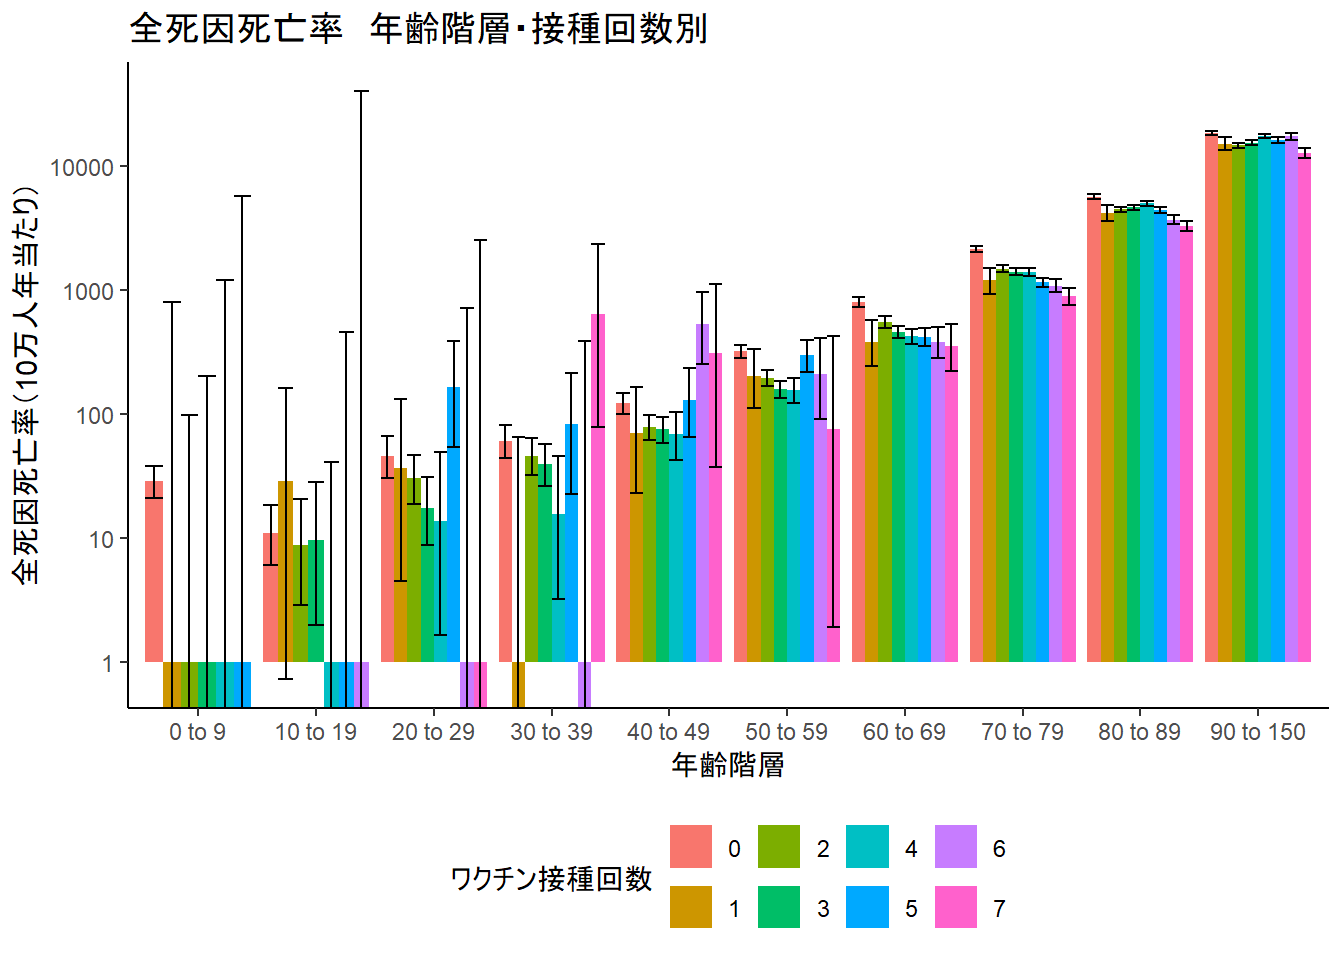 全死因死亡率　年齢階層・接種回数別
全死因死亡率（10万人年当たり）
10000
1000
100
10
1
0 to 9
10 to 19
20 to 29
30 to 39
40 to 49
50 to 59
60 to 69
70 to 79
80 to 89
90 to 150
年齢階層
ワクチン接種回数
0
2
4
6
1
3
5
7